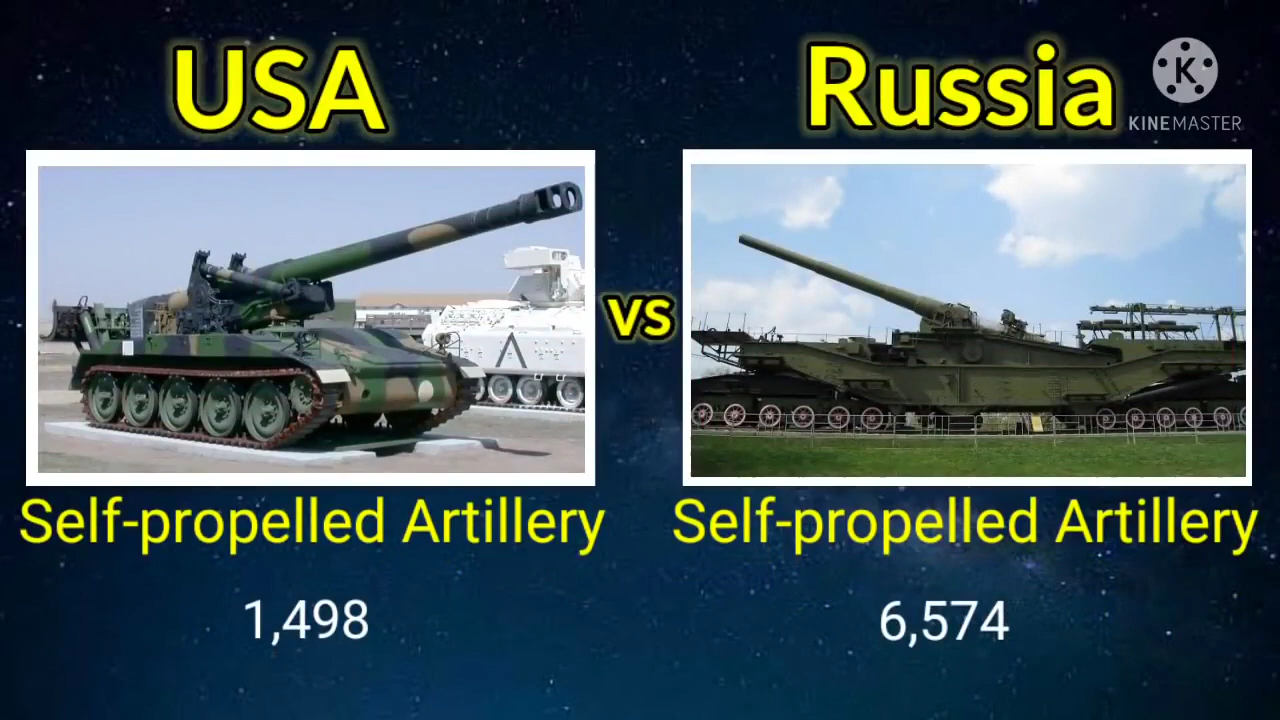 USA
Russia
K
KINEMASTER
vs
Self-propelled Artillery
Self-propelled Artillery
1,498
6,574